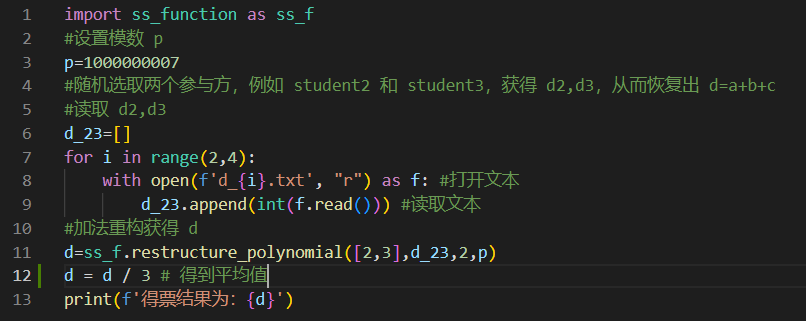 1 import ss_function as ss_f
2 #设置模数 p
3 p=1000000007
4 #随机选取两个参与方，例如 student2 和 student3，获得 d2,d3，从而恢复出 d=a+b+c
5 #读取 d2,d3
6 d_23=[]
7 for i in range(2,4):
8 with open(f'd_{i}.txt', "r") as f: #打开文本
9 d_23.append(int(f.read())) #读取文本
10 #加法重构获得 d
11 d=ss_f.restructure_polynomial([2,3],d_23,2,p)
12 d = d / 3 # 得到平均值
13 print(f'得票结果为：{d}')